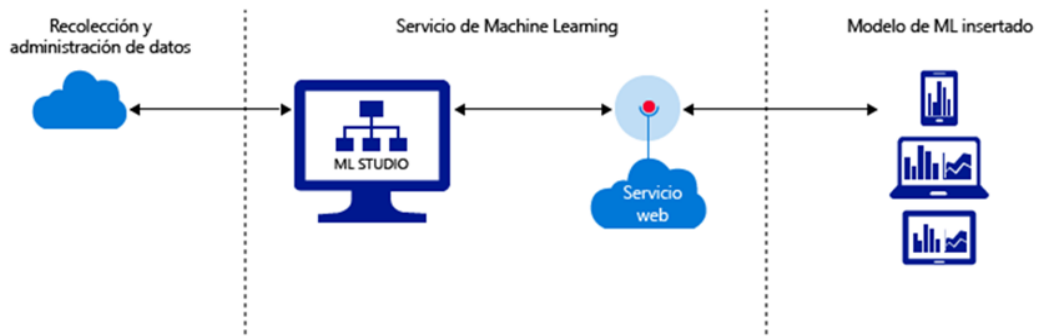 Recolección y
administración de datos
Servicio de Machine Learning
Modelo de ML insertado
ML STUDIO
Servicio
web